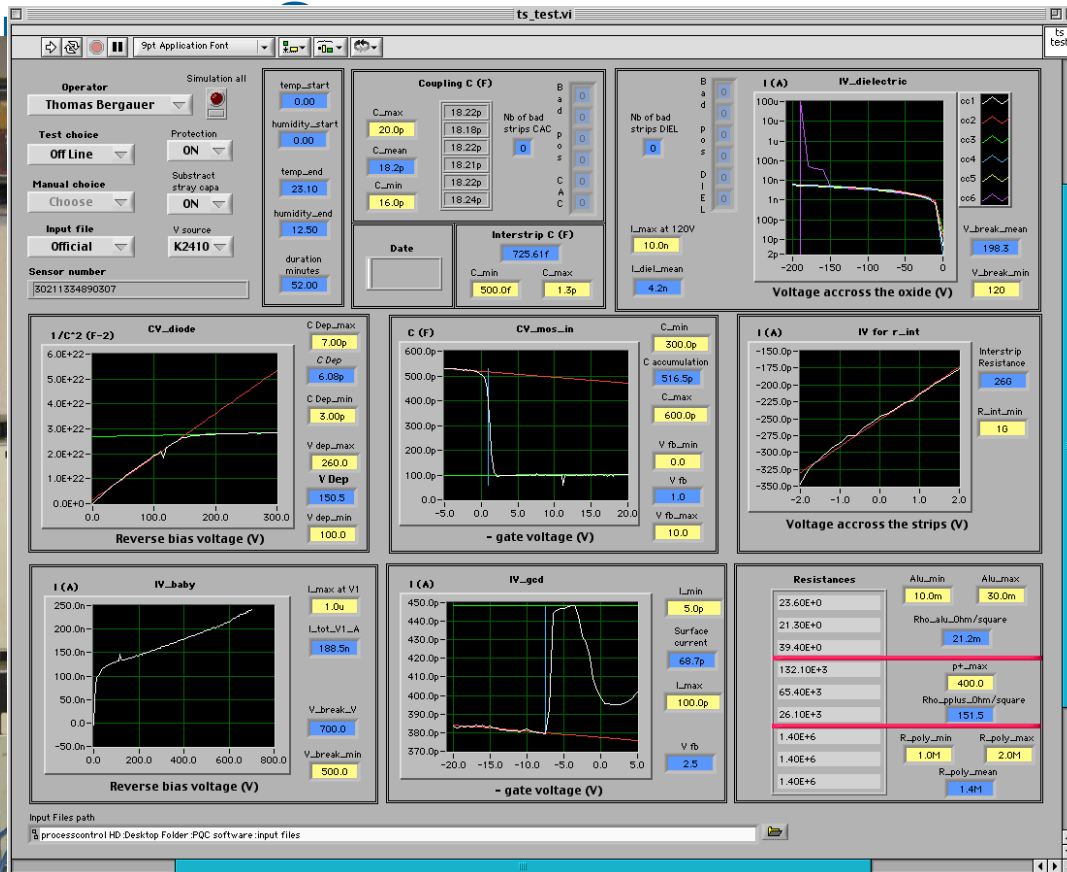 ts_test.vi
ts
test
9pt Application Font
Operator
Simulation all
Thomas Bergauer
Test choice
Protection
Off Line
ON
Manual choice
Substract
stray capa
Choose
ON
Input file
V source
Official
K2410
Sensor number
30211334890307
temp_start
0.00
humidity_start
0.00
temp_end
23.10
humidity_end
12.50
duration
minutes
52.00
Coupling C (F)
C_max
20.0p
C_mean
18.2p
C_min
16.0p
18.22p
18.18p
18.22p
18.21p
18.22p
18.24p
Nb of bad
strips CAC
0
B
a
d
p
o
s
C
A
C
0
0
0
0
0
0
Date
Interstrip C (F)
725.61f
C_min
C_max
500.0f
1.3p
Nb of bad
strips DIEL
0
B
a
d
p
o
s
D
I
E
L
0
0
0
0
0
0
I_max at 120V
10.0n
I_diel_mean
4.2n
I (A)
IV_dielectric
100u
10u
1u
100n
10n
1n
100p
10p
2p
-200
-150
-100
-50
0
Voltage accross the oxide (V)
cc1
cc2
cc3
cc4
cc5
cc6
V_break_mean
198.3
V_break_min
120
1/C^2 (F-2)
CV_diode
6.0E+22
5.0E+22
4.0E+22
3.0E+22
2.0E+22
1.0E+22
0.0E+0
0.0
100.0
200.0
300.0
Reverse bias voltage (V)
C Dep_max
7.00p
C Dep
6.08p
C Dep_min
3.00p
V dep_max
260.0
V Dep
150.5
V dep_min
100.0
C (F)
CV_mos_in
600.0p
500.0p
400.0p
300.0p
200.0p
100.0p
0.0
-5.0
0.0
5.0
10.0
15.0
20.0
- gate voltage (V)
C_min
300.0p
C accumulation
516.5p
C_max
600.0p
V fb_min
0.0
V fb
1.0
V fb_max
10.0
I (A)
IV for r_int
-150.0p
-175.0p
-200.0p
-225.0p
-250.0p
-275.0p
-300.0p
-325.0p
-350.0p
-2.0
-1.0
0.0
1.0
2.0
Voltage accross the strips (V)
Interstrip
Resistance
26G
R_int_min
1G
I (A)
IV_baby
250.0n
200.0n
150.0n
100.0n
50.0n
0.0
-50.0n
0.0
200.0
400.0
600.0
800.0
Reverse bias voltage (V)
I_max at V1
1.0u
I_tot_V1_A
188.5n
V_break_V
700.0
V_break_min
500.0
I (A)
IV_gcd
450.0p
440.0p
430.0p
420.0p
410.0p
400.0p
390.0p
380.0p
370.0p
-20.0
-15.0
-10.0
-5.0
0.0
5.0
- gate voltage (V)
I_min
5.0p
Surface
current
68.7p
I_max
100.0p
V fb
2.5
Resistances
23.60E+0
21.30E+0
39.40E+0
132.10E+3
65.40E+3
26.10E+3
1.40E+6
1.40E+6
1.40E+6
Alu_min
Alu_max
10.0m
30.0m
Rho_alu_Ohm/square
21.2m
p+_max
400.0
Rho_pplus_Ohm/square
151.5
R_poly_min
R_poly_max
1.0M
2.0M
R_poly_mean
1.4M
Input Files path
processcontrol HD:Desktop Folder:PQC software:input files